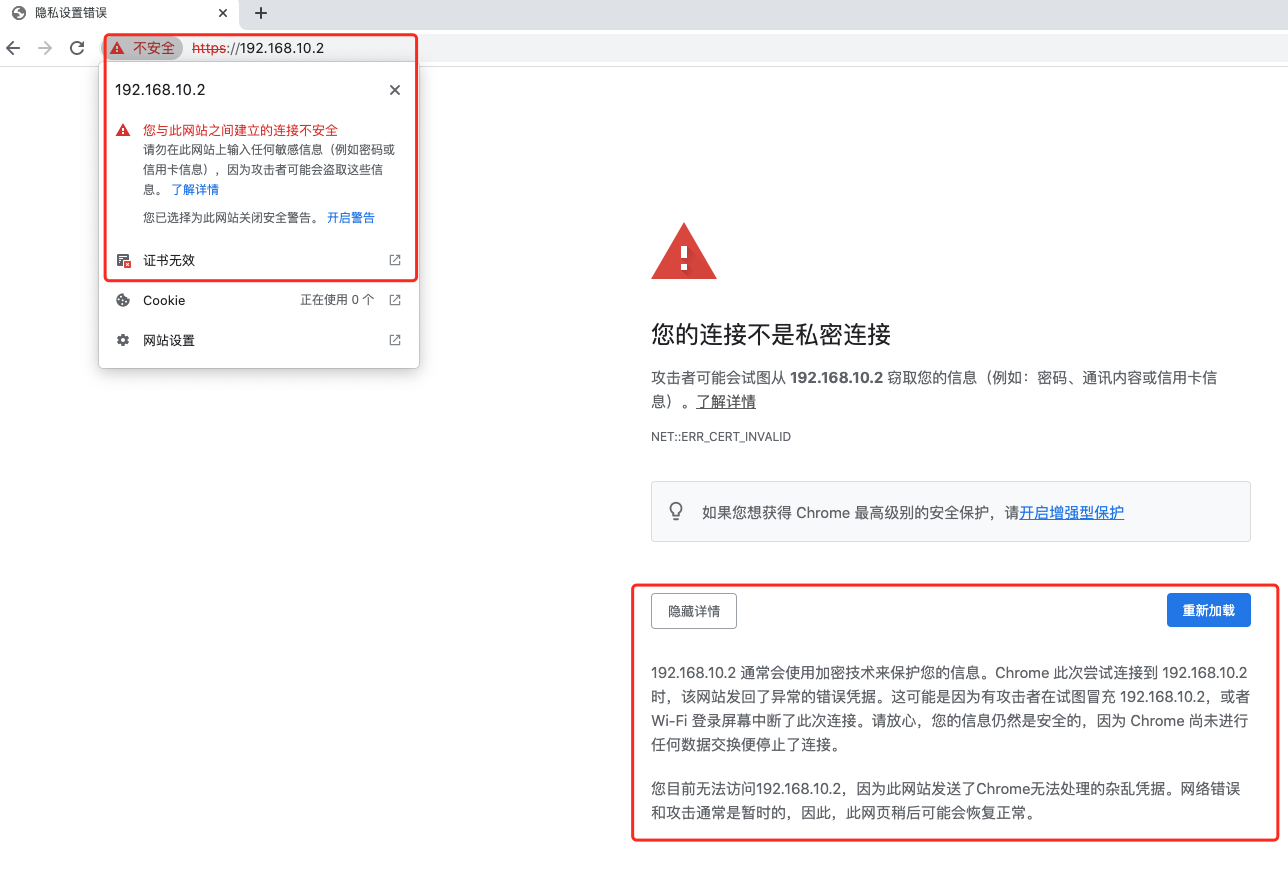 隐私设置错误
不安全 https://192.168.10.2
192.168.10.2
您与此网站之间建立的连接不安全
请勿在此网站上输入任何敏感信息（例如密码或
信用卡信息），因为攻击者可能会盗取这些信
息。 了解详情
您已选择为此网站关闭安全警告。 开启警告
证书无效
Cookie 正在使用 0 个
网站设置
您的连接不是私密连接
攻击者可能会试图从 192.168.10.2 窃取您的信息（例如：密码、通讯内容或信用卡信
息）。了解详情
NET::ERR_CERT_INVALID
如果您想获得 Chrome 最高级别的安全保护，请开启增强型保护
隐藏详情 重新加载
192.168.10.2 通常会使用加密技术来保护您的信息。Chrome 此次尝试连接到 192.168.10.2
时，该网站发回了异常的错误凭据。这可能是因为有攻击者在试图冒充 192.168.10.2，或者
Wi-Fi 登录屏幕中断了此次连接。请放心，您的信息仍然是安全的，因为 Chrome 尚未进行
任何数据交换便停止了连接。
您目前无法访问192.168.10.2，因为此网站发送了Chrome无法处理的杂乱凭据。网络错误
和攻击通常是暂时的，因此，此网页稍后可能会恢复正常。